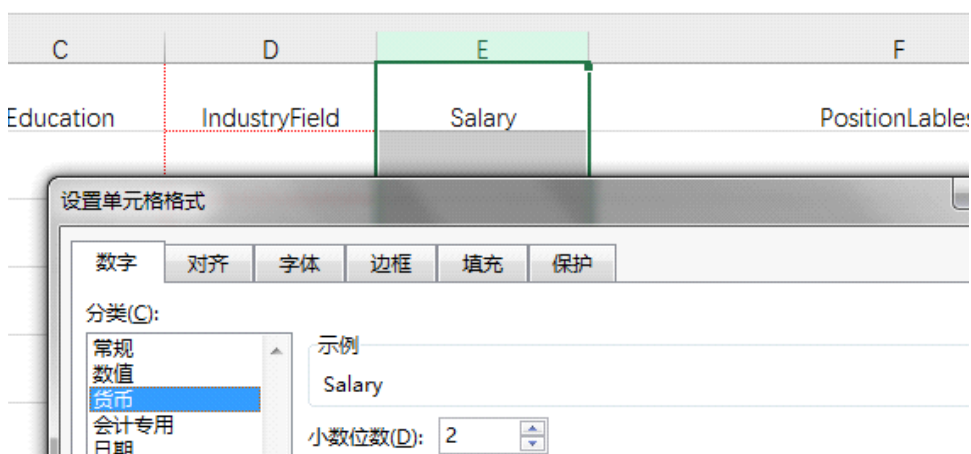 C D E F
Education IndustryField Salary PositionLables
设置单元格格式
数字 对齐 字体 边框 填充 保护
分类(C):
常规
示例
数值
Salary
货币
会计专用
小数位数(D): 2
日期